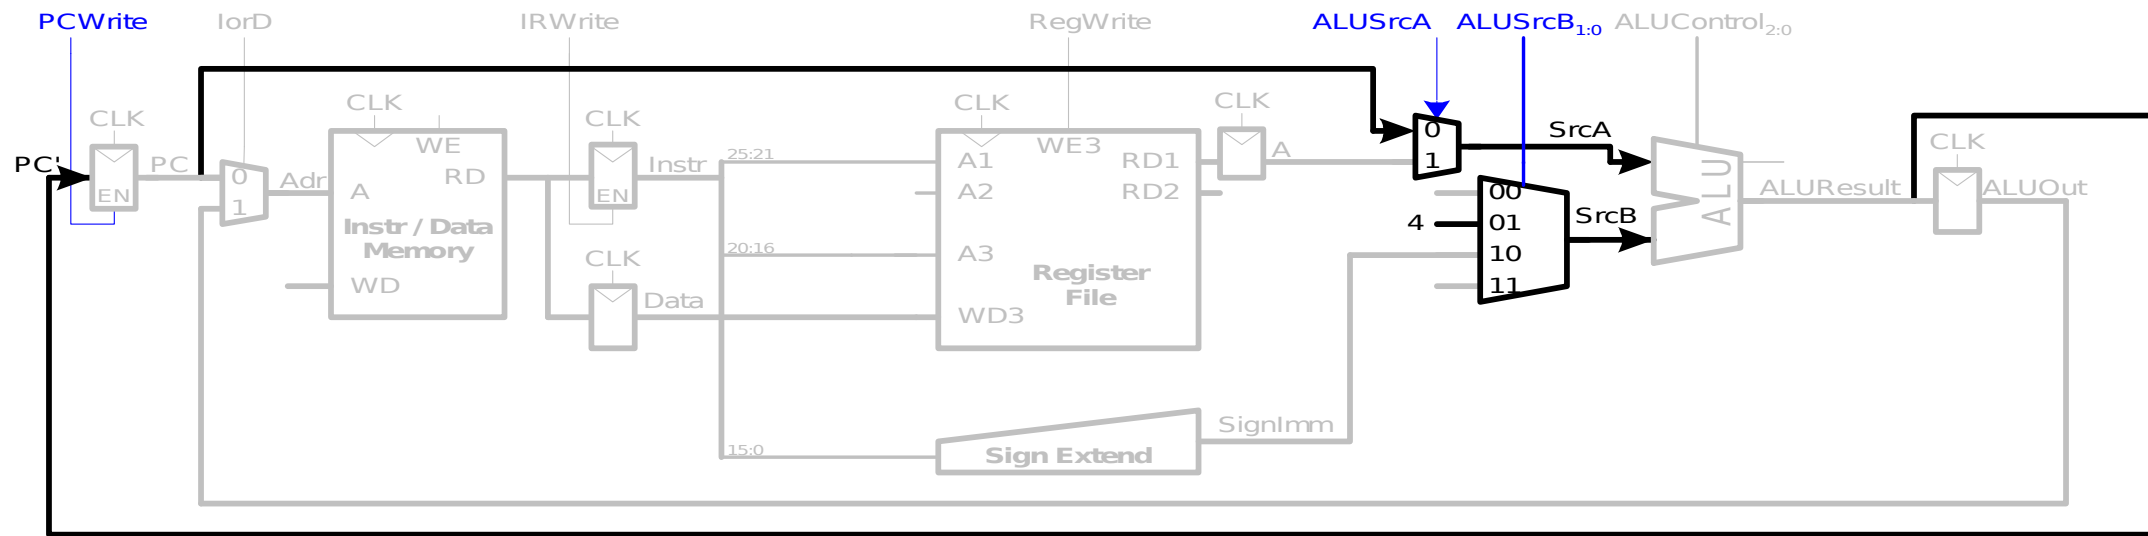 PCWrite IorD IRWrite RegWrite ALUSrcA ALUSrcB1:0 ALUControl2:0
CLK CLK CLK CLK CLK CLK
PC' PC EN
0 1 Adr
WE
A RD
Instr / Data
Memory
WD
EN Instr
CLK
Data
25:21
20:16
15:0
A1 WE3 RD1
A2 RD2
A3
Register
File
WD3
A
0 SrcA
1
00
4 01 SrcB
10
11
ALU
ALUResult CLK ALUOut
SignImm
Sign Extend